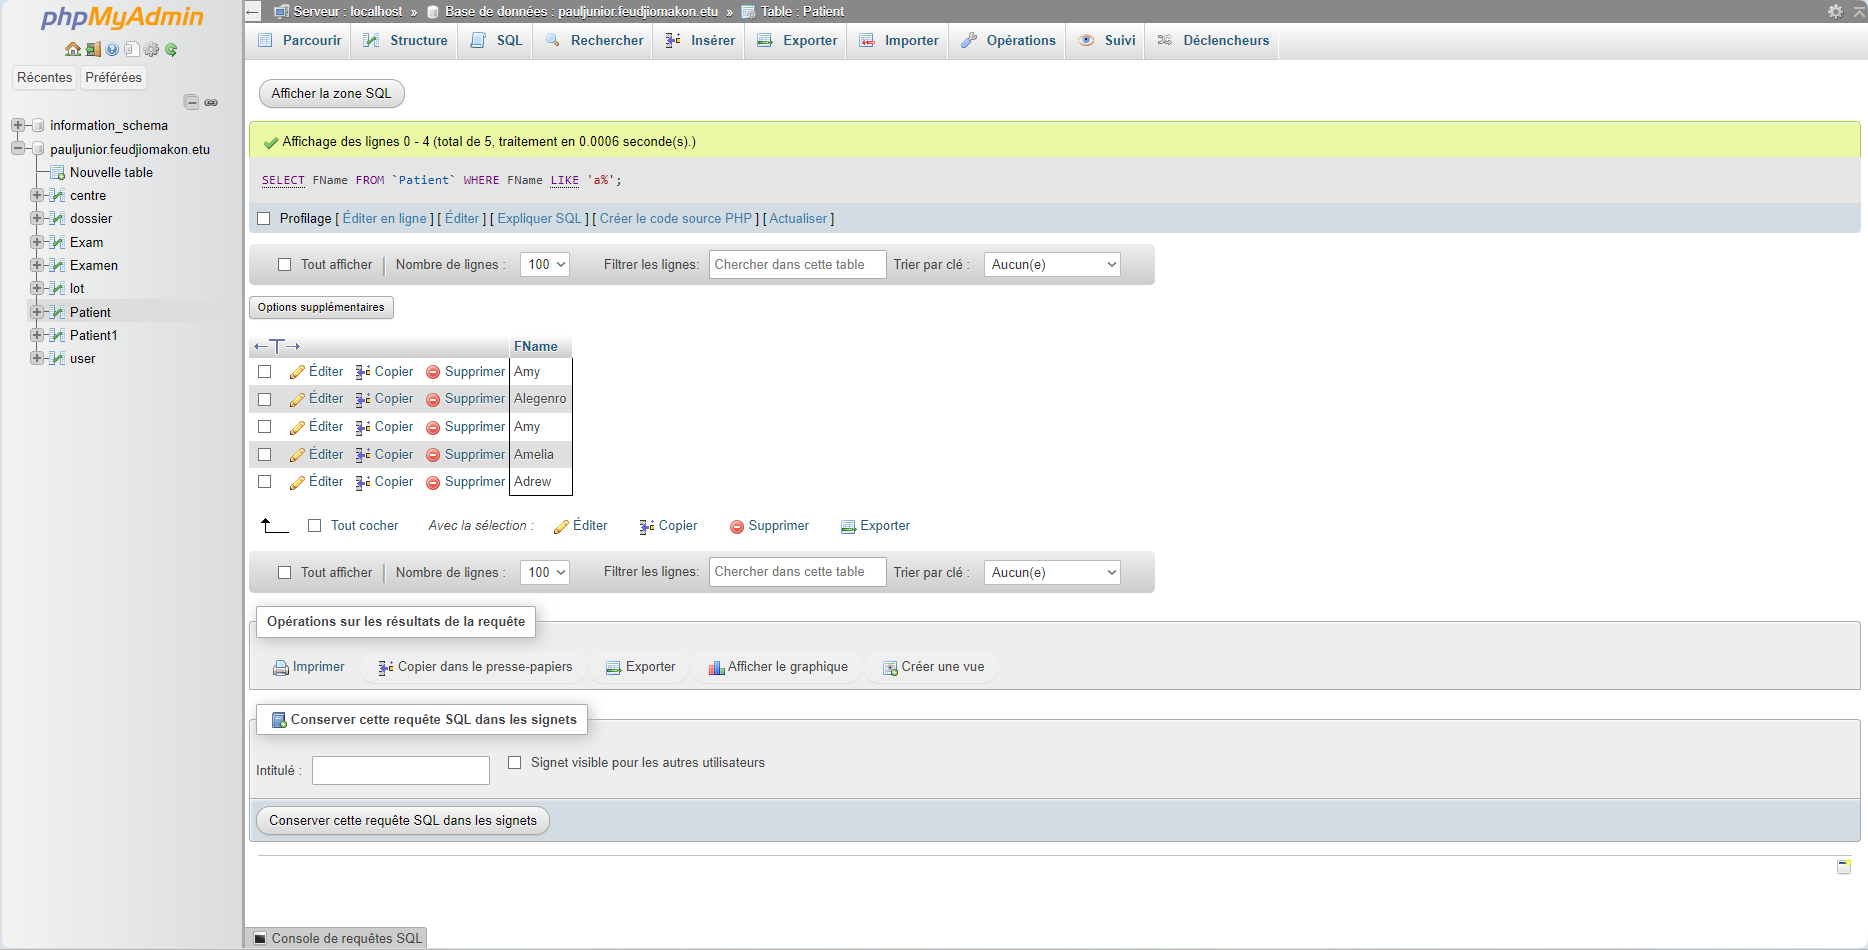 phpMyAdmin
Récentes Préférées
information_schema
pauljunior.feudjiomakon.etu
Nouvelle table
centre
dossier
Exam
Examen
lot
Patient
Patient1
user
Serveur : localhost » Base de données : pauljunior.feudjiomakon.etu » Table : Patient
Parcourir Structure SQL Rechercher Insérer Exporter Importer Opérations Suivi Déclencheurs
Afficher la zone SQL
Affichage des lignes 0 - 4 (total de 5, traitement en 0.0006 seconde(s).)
SELECT FName FROM `Patient` WHERE FName LIKE 'a%';
Profilage [ Éditer en ligne ] [ Éditer ] [ Expliquer SQL ] [ Créer le code source PHP ] [ Actualiser ]
Tout afficher Nombre de lignes : 100 Filtrer les lignes: Chercher dans cette table Trier par clé : Aucun(e)
Options supplémentaires
←T→ FName
Éditer Copier Supprimer Amy
Éditer Copier Supprimer Alegenro
Éditer Copier Supprimer Amy
Éditer Copier Supprimer Amelia
Éditer Copier Supprimer Adrew
Tout cocher Avec la sélection : Éditer Copier Supprimer Exporter
Tout afficher Nombre de lignes : 100 Filtrer les lignes: Chercher dans cette table Trier par clé : Aucun(e)
Opérations sur les résultats de la requête
Imprimer Copier dans le presse-papiers Exporter Afficher le graphique Créer une vue
Conserver cette requête SQL dans les signets
Intitulé : Signet visible pour les autres utilisateurs
Conserver cette requête SQL dans les signets
Console de requêtes SQL